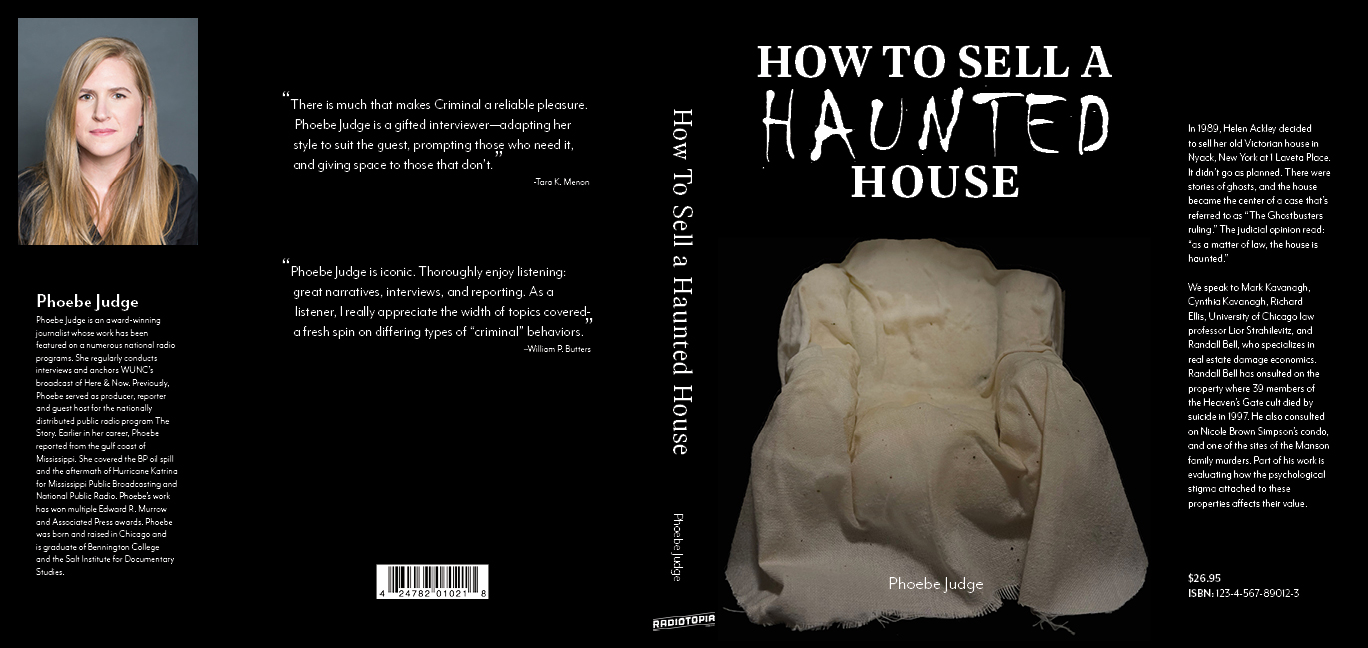 Phoebe Judge
Phoebe Judge is an award-winning
journalist whose work has been
featured on a numerous national radio
programs. She regularly conducts
interviews and anchors WUNC's
broadcast of Here & Now. Previously,
Phoebe served as producer, reporter
and guest host for the nationally
distributed public radio program The
Story. Earlier in her career, Phoebe
reported from the gulf coast of
Mississippi. She covered the BP oil spill
and the aftermath of Hurricane Katrina
for Mississippi Public Broadcasting and
National Public Radio. Phoebe's work
has won multiple Edward R. Murrow
and Associated Press awards. Phoebe
was born and raised in Chicago and
is graduate of Bennington College
and the Salt Institute for Documentary
Studies.
“There is much that makes Criminal a reliable pleasure.
Phoebe Judge is a gifted interviewer—adapting her
style to suit the guest, prompting those who need it,
and giving space to those that don't.”
-Tara K. Menon
“Phoebe Judge is iconic. Thoroughly enjoy listening:
great narratives, interviews, and reporting. As a
listener, I really appreciate the width of topics covered-
a fresh spin on differing types of “criminal” behaviors.”
–William P. Butters
4 24782 01021 8
How To Sell a Haunted House
Phoebe Judge
RADIOTOPIA
HOW TO SELL A
HAUNTED
HOUSE
Phoebe Judge
In 1989, Helen Ackley decided
to sell her old Victorian house in
Nyack, New York at 1 Laveta Place.
It didn't go as planned. There were
stories of ghosts, and the house
became the center of a case that's
referred to as “The Ghostbusters
ruling.” The judicial opinion read:
“as a matter of law, the house is
haunted.”
We speak to Mark Kavanagh,
Cynthia Kavanagh, Richard
Ellis, University of Chicago law
professor Lior Strahilevitz, and
Randall Bell, who specializes in
real estate damage economics.
Randall Bell has onsulted on the
property where 39 members of
the Heaven's Gate cult died by
suicide in 1997. He also consulted
on Nicole Brown Simpson's condo,
and one of the sites of the Manson
family murders. Part of his work is
evaluating how the psychological
stigma attached to these
properties affects their value.
$26.95
ISBN: 123-4-567-89012-3